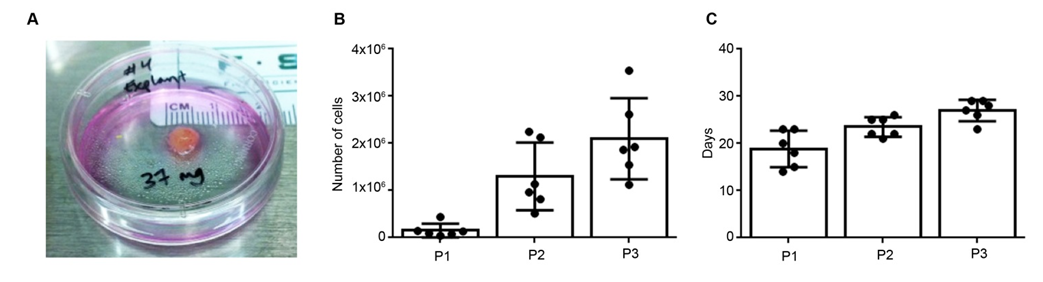 A
#4
Explant
CM
37 mg
B
Number of cells
4x10⁶
3x10⁶
2x10⁶
1x10⁶
0
P1
P2
P3
C
Days
40
30
20
10
0
P1
P2
P3